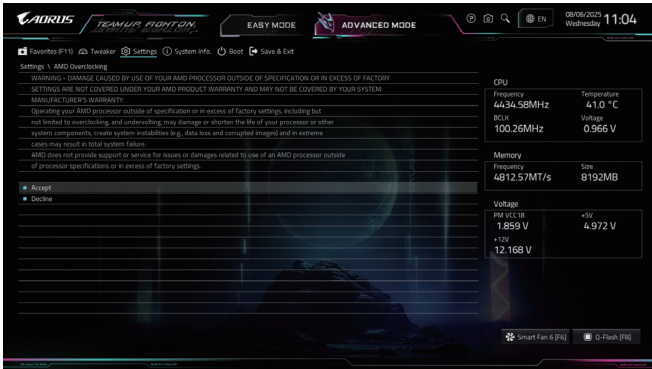 AORUS
TEAM UP. FIGHT ON.
EASY MODE
ADVANCED MODE
EN
08/06/2025
Wednesday
11:04
Favorites (F11)
Tweaker
Settings
System Info.
Boot
Save & Exit
Settings \ AMD Overclocking
WARNING - DAMAGE CAUSED BY USE OF YOUR AMD PROCESSOR OUTSIDE OF SPECIFICATION OR IN EXCESS OF FACTORY
SETTINGS ARE NOT COVERED UNDER YOUR AMD PRODUCT WARRANTY AND MAY NOT BE COVERED BY YOUR SYSTEM
MANUFACTURER'S WARRANTY.
Operating your AMD processor outside of specification or in excess of factory settings, including but
not limited to overclocking, and undervolting, may damage or shorten the life of your processor or other
system components, create system instabilities (e.g., data loss and corrupted images) and in extreme
cases may result in total system failure.
AMD does not provide support or service for issues or damages related to use of an AMD processor outside
of processor specifications or in excess of factory settings.
Accept
Decline
CPU
Frequency
Temperature
4434.58MHz
41.0 °C
BCLK
Voltage
100.26MHz
0.966 V
Memory
Frequency
Size
4812.57MT/s
8192MB
Voltage
PM VCC18
+5V
1.859 V
4.972 V
+12V
12.168 V
Smart Fan 6 [F6]
Q-Flash [F8]